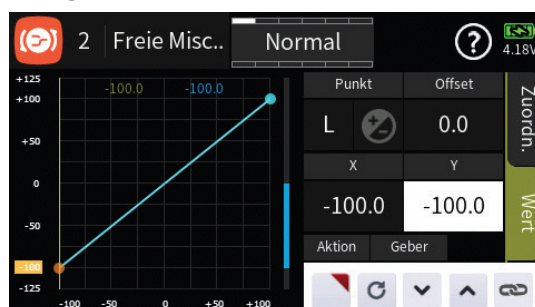 2 Freie Misc.. Normal ? 4.18V
+125
+100
+50
0
-50
-100
-125
-100.0 -100.0
-100 -50 0 +50 +100
Punkt Offset
L 0.0
X Y
-100.0 -100.0
Aktion Geber
Zuordn.
Wert